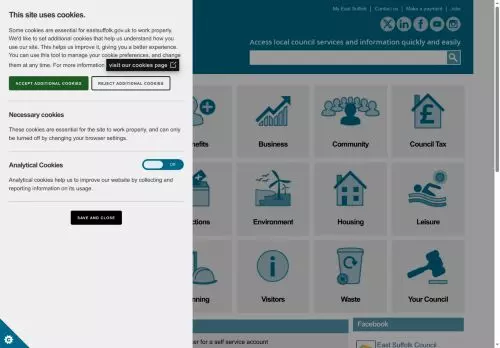 This site uses cookies.
Some cookies are essential for eastsuffolk.gov.uk to work properly.
We'd like to set additional cookies that help us understand how you
use our site. This helps us improve it, giving you a better experience.
You can use this tool to manage your cookie preferences, and change
them at any time. For more information visit our cookies page
ACCEPT ADDITIONAL COOKIES REJECT ADDITIONAL COOKIES
Necessary cookies
These cookies are essential for the site to work properly, and can only
be turned off by changing your browser settings.
Analytical Cookies
Off
Analytical cookies help us to improve our website by collecting and
reporting information on its usage.
SAVE AND CLOSE
My East Suffolk Contact us Make a payment Jobs
Access local council services and information quickly and easily
efits Business Community Council Tax
ctions Environment Housing Leisure
nning Visitors Waste Your Council
er for a self service account
Facebook
East Suffolk Council